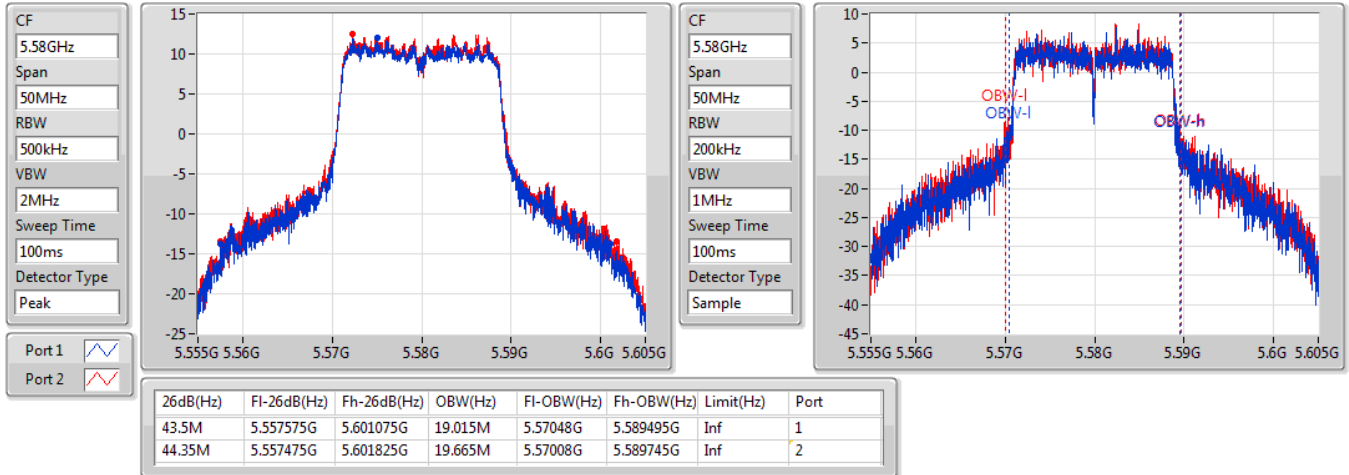 CF
5.58GHz
Span
50MHz
RBW
500kHz
VBW
2MHz
Sweep Time
100ms
Detector Type
Peak
Port 1
Port 2
15
10
5
0
-5
-10
-15
-20
-25
5.555G 5.56G 5.57G 5.58G 5.59G 5.6G 5.605G
CF
5.58GHz
Span
50MHz
RBW
200kHz
VBW
1MHz
Sweep Time
100ms
Detector Type
Sample
10
5
0
-5
-10
-15
-20
-25
-30
-35
-40
-45
OBW-l
OBW-l
OBW-h
5.555G 5.56G 5.57G 5.58G 5.59G 5.6G 5.605G
26dB(Hz) Fl-26dB(Hz) Fh-26dB(Hz) OBW(Hz) Fl-OBW(Hz) Fh-OBW(Hz) Limit(Hz) Port
43.5M 5.557575G 5.601075G 19.015M 5.57048G 5.589495G Inf 1
44.35M 5.557475G 5.601825G 19.665M 5.57008G 5.589745G Inf 2